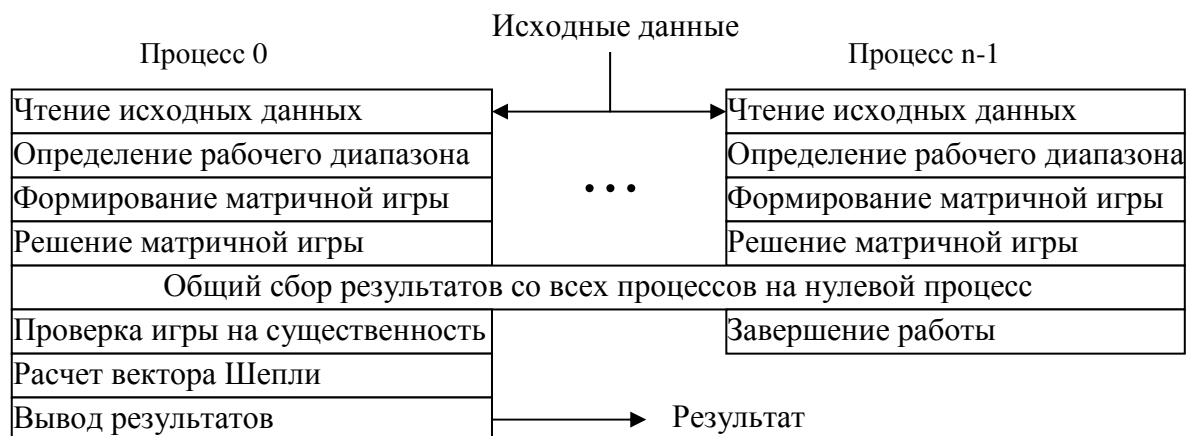 Исходные данные
Процесс 0
Процесс n-1
Чтение исходных данных
Чтение исходных данных
Определение рабочего диапазона
Определение рабочего диапазона
Формирование матричной игры
...
Формирование матричной игры
Решение матричной игры
Решение матричной игры
Общий сбор результатов со всех процессов на нулевой процесс
Проверка игры на существенность
Завершение работы
Расчет вектора Шепли
Вывод результатов
Результат